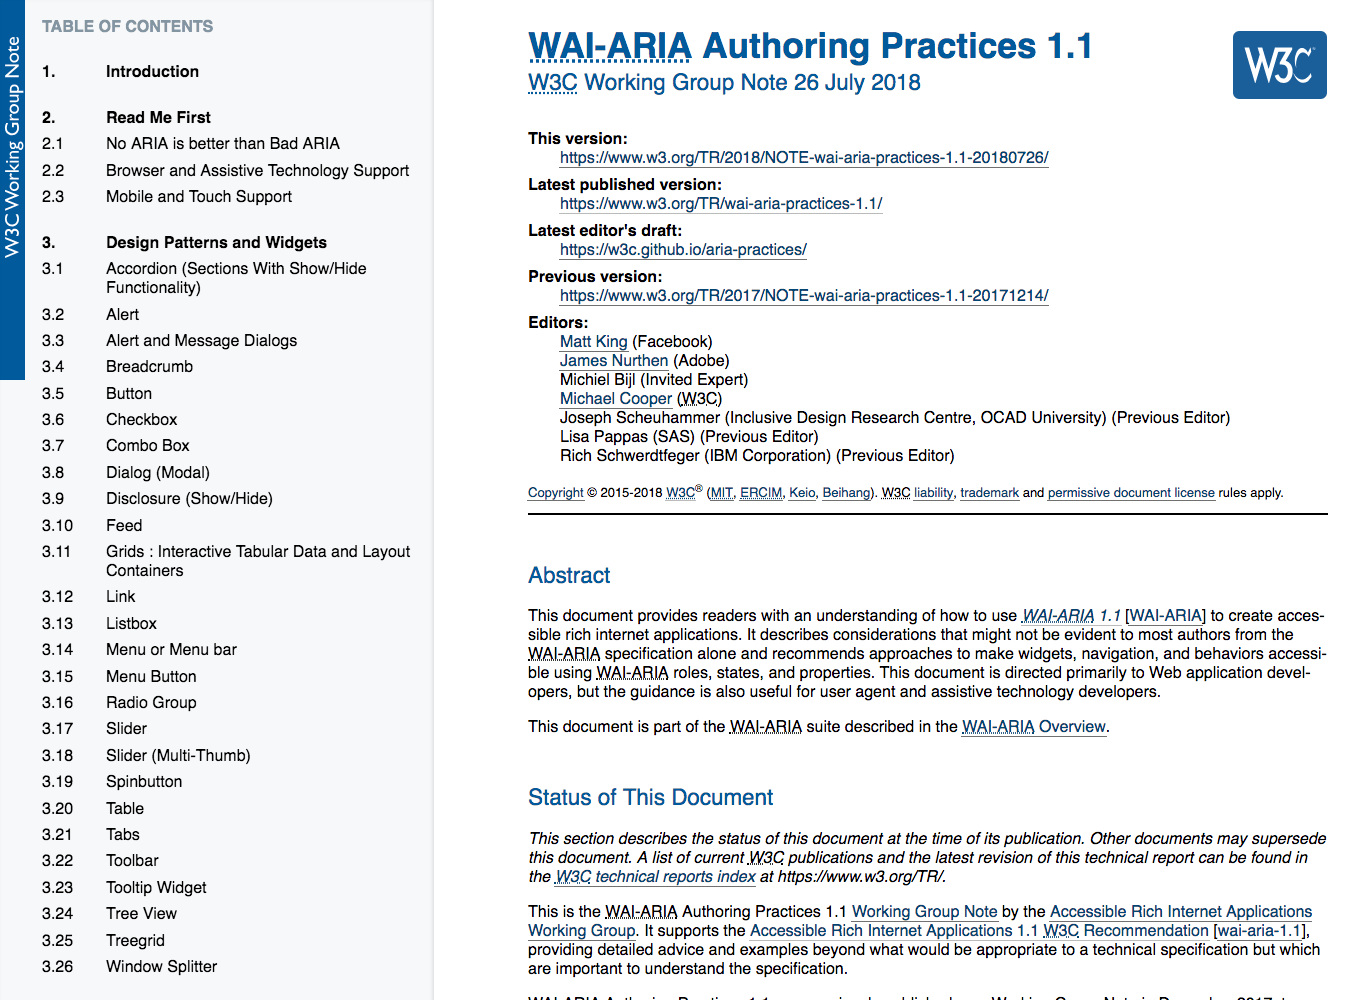 W3C Working Group Note
TABLE OF CONTENTS
1. Introduction
2. Read Me First
2.1 No ARIA is better than Bad ARIA
2.2 Browser and Assistive Technology Support
2.3 Mobile and Touch Support
3. Design Patterns and Widgets
3.1 Accordion (Sections With Show/Hide
Functionality)
3.2 Alert
3.3 Alert and Message Dialogs
3.4 Breadcrumb
3.5 Button
3.6 Checkbox
3.7 Combo Box
3.8 Dialog (Modal)
3.9 Disclosure (Show/Hide)
3.10 Feed
3.11 Grids : Interactive Tabular Data and Layout
Containers
3.12 Link
3.13 Listbox
3.14 Menu or Menu bar
3.15 Menu Button
3.16 Radio Group
3.17 Slider
3.18 Slider (Multi-Thumb)
3.19 Spinbutton
3.20 Table
3.21 Tabs
3.22 Toolbar
3.23 Tooltip Widget
3.24 Tree View
3.25 Treegrid
3.26 Window Splitter
WAI-ARIA Authoring Practices 1.1
W3C
W3C Working Group Note 26 July 2018
This version:
https://www.w3.org/TR/2018/NOTE-wai-aria-practices-1.1-20180726/
Latest published version:
https://www.w3.org/TR/wai-aria-practices-1.1/
Latest editor's draft:
https://w3c.github.io/aria-practices/
Previous version:
https://www.w3.org/TR/2017/NOTE-wai-aria-practices-1.1-20171214/
Editors:
Matt King (Facebook)
James Nurthen (Adobe)
Michiel Bijl (Invited Expert)
Michael Cooper (W3C)
Joseph Scheuhammer (Inclusive Design Research Centre, OCAD University) (Previous Editor)
Lisa Pappas (SAS) (Previous Editor)
Rich Schwerdtfeger (IBM Corporation) (Previous Editor)
Copyright © 2015-2018 W3C® (MIT, ERCIM, Keio, Beihang). W3C liability, trademark and permissive document license rules apply.
Abstract
This document provides readers with an understanding of how to use WAI-ARIA 1.1 [WAI-ARIA] to create acces-
sible rich internet applications. It describes considerations that might not be evident to most authors from the
WAI-ARIA specification alone and recommends approaches to make widgets, navigation, and behaviors accessi-
ble using WAI-ARIA roles, states, and properties. This document is directed primarily to Web application devel-
opers, but the guidance is also useful for user agent and assistive technology developers.
This document is part of the WAI-ARIA suite described in the WAI-ARIA Overview.
Status of This Document
This section describes the status of this document at the time of its publication. Other documents may supersede
this document. A list of current W3C publications and the latest revision of this technical report can be found in
the W3C technical reports index at https://www.w3.org/TR/.
This is the WAI-ARIA Authoring Practices 1.1 Working Group Note by the Accessible Rich Internet Applications
Working Group. It supports the Accessible Rich Internet Applications 1.1 W3C Recommendation [wai-aria-1.1],
providing detailed advice and examples beyond what would be appropriate to a technical specification but which
are important to understand the specification.